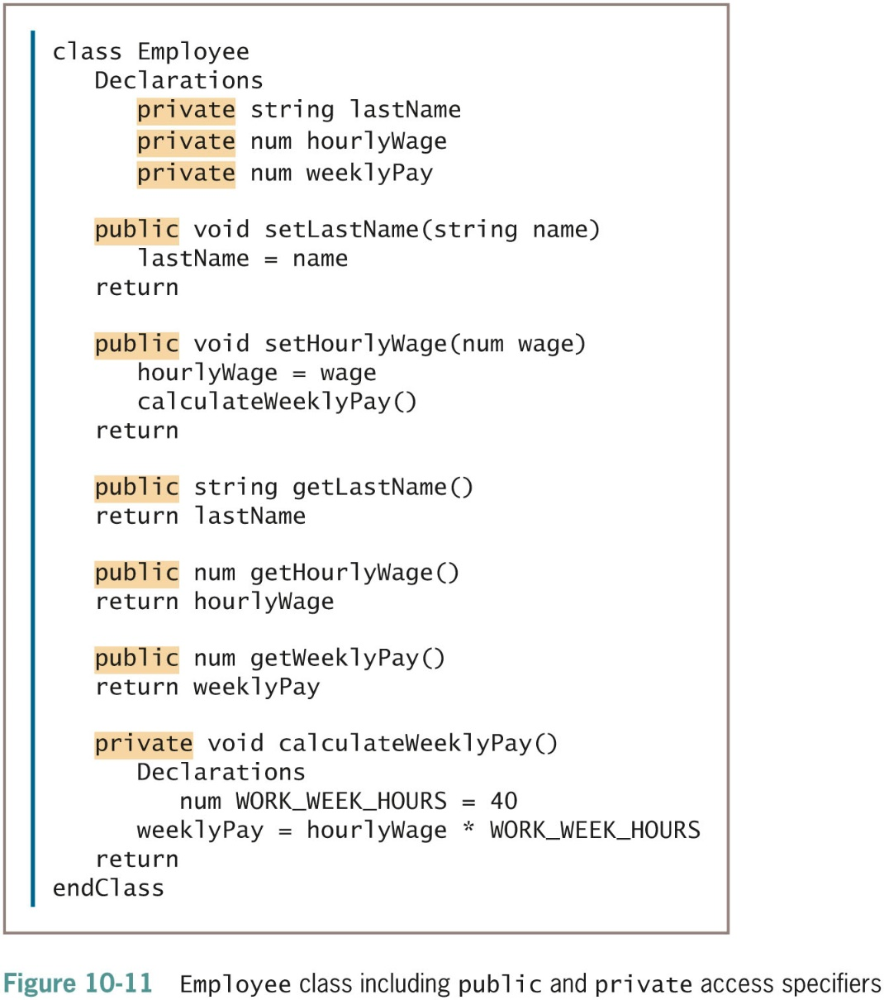 class Employee
   Declarations
      private string lastName
      private num hourlyWage
      private num weeklyPay

   public void setLastName(string name)
      lastName = name
   return

   public void setHourlyWage(num wage)
      hourlyWage = wage
      calculateWeeklyPay()
   return

   public string getLastName()
   return lastName

   public num getHourlyWage()
   return hourlyWage

   public num getWeeklyPay()
   return weeklyPay

   private void calculateWeeklyPay()
      Declarations
         num WORK_WEEK_HOURS = 40
      weeklyPay = hourlyWage * WORK_WEEK_HOURS
   return
endClass

Figure 10-11 Employee class including public and private access specifiers